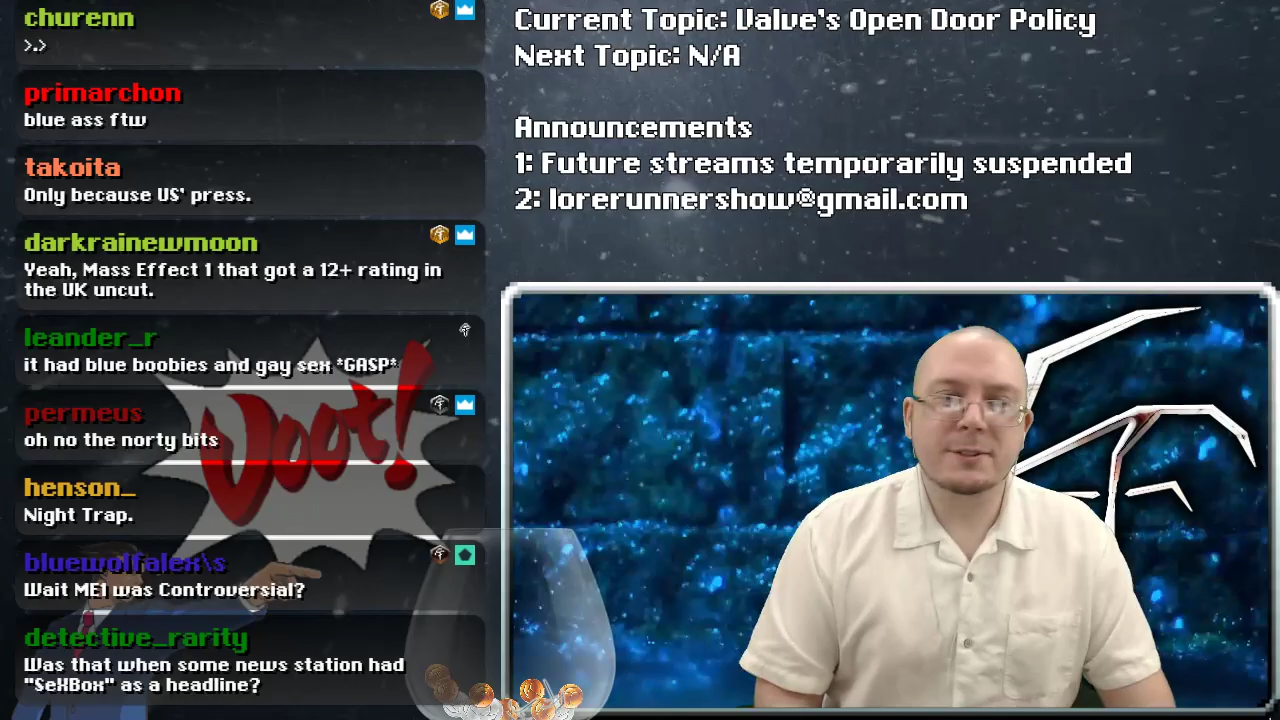 churenn
>.>
primarchon
blue ass ftw
takoita
Only because US' press.
darkrainewmoon
Yeah, Mass Effect 1 that got a 12+ rating in
the UK uncut.
leander_r
it had blue boobies and gay sex *GASP*
permeus
oh no the norty bits
henson_
Night Trap.
bluewolfalex\s
Wait ME1 was Controversial?
detective_rarity
Was that when some news station had
"SeXBox" as a headline?
Woot!
Current Topic: Valve's Open Door Policy
Next Topic: N/A
Announcements
1: Future streams temporarily suspended
2: lorerunnershow@gmail.com